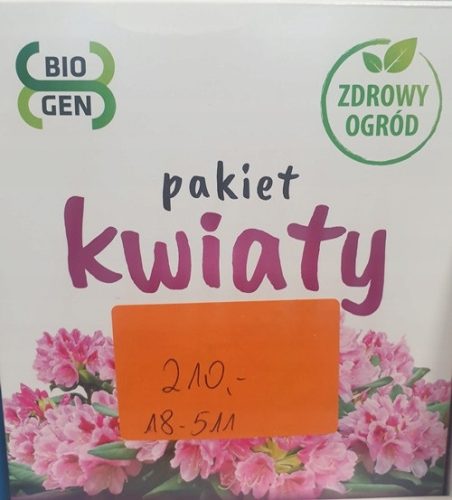 BIO
GEN
ZDROWY
OGRÓD
pakiet
kwiaty
210,-
18-511